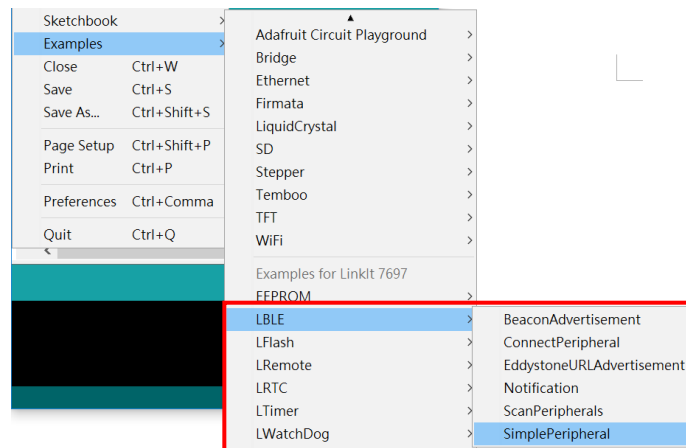 Sketchbook
Examples
Close Ctrl+W
Save Ctrl+S
Save As... Ctrl+Shift+S
Page Setup Ctrl+Shift+P
Print Ctrl+P
Preferences Ctrl+Comma
Quit Ctrl+Q
Adafruit Circuit Playground
Bridge
Ethernet
Firmata
LiquidCrystal
SD
Stepper
Temboo
TFT
WiFi
Examples for LinkIt 7697
EEPROM
LBLE
LFlash
LRemote
LRTC
LTimer
LWatchDog
BeaconAdvertisement
ConnectPeripheral
EddystoneURLAdvertisement
Notification
ScanPeripherals
SimplePeripheral